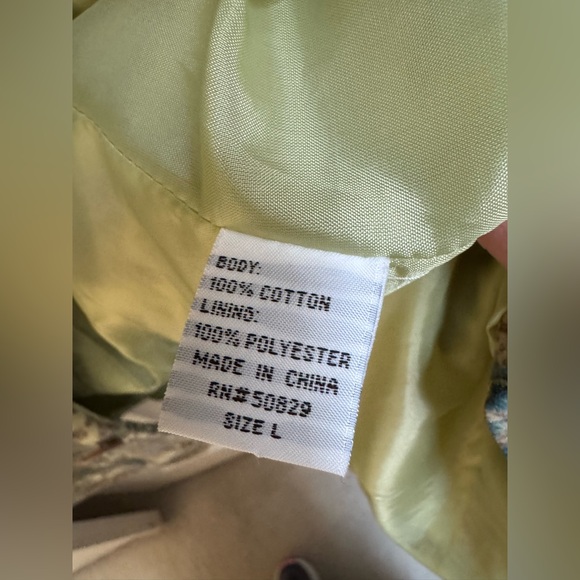 BODY:
100% COTTON
LINING:
100% POLYESTER
MADE IN CHINA
RN#50829
SIZE L